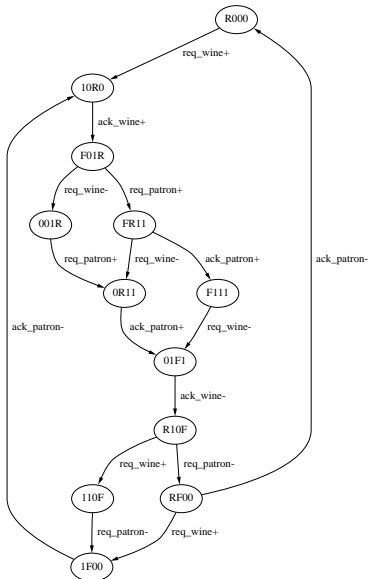 R000
req_wine+
10R0
ack_wine+
F01R
req_wine- req_patron+
001R FR11
req_patron+ req_wine- ack_patron+ ack_patron-
0R11 F111
ack_patron- ack_patron+ req_wine-
01F1
ack_wine-
R10F
req_wine+ req_patron-
110F RF00
req_patron- req_wine+
1F00